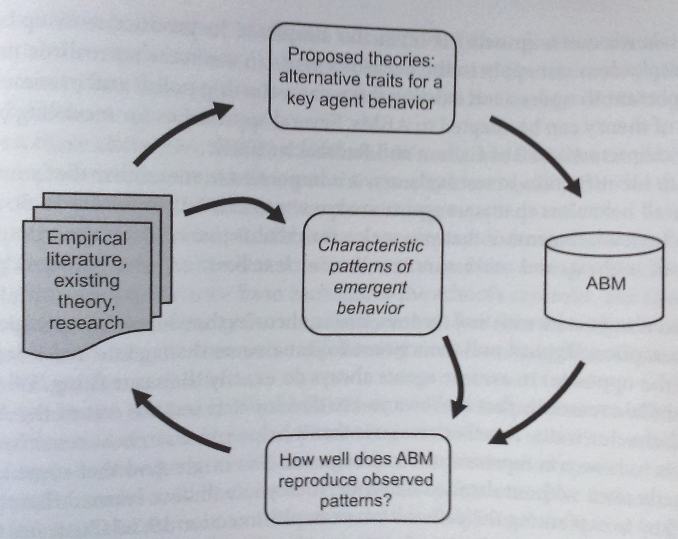 Proposed theories:
alternative traits for a
key agent behavior
Empirical
literature,
existing
theory,
research
Characteristic
patterns of
emergent
behavior
ABM
How well does ABM
reproduce observed
patterns?